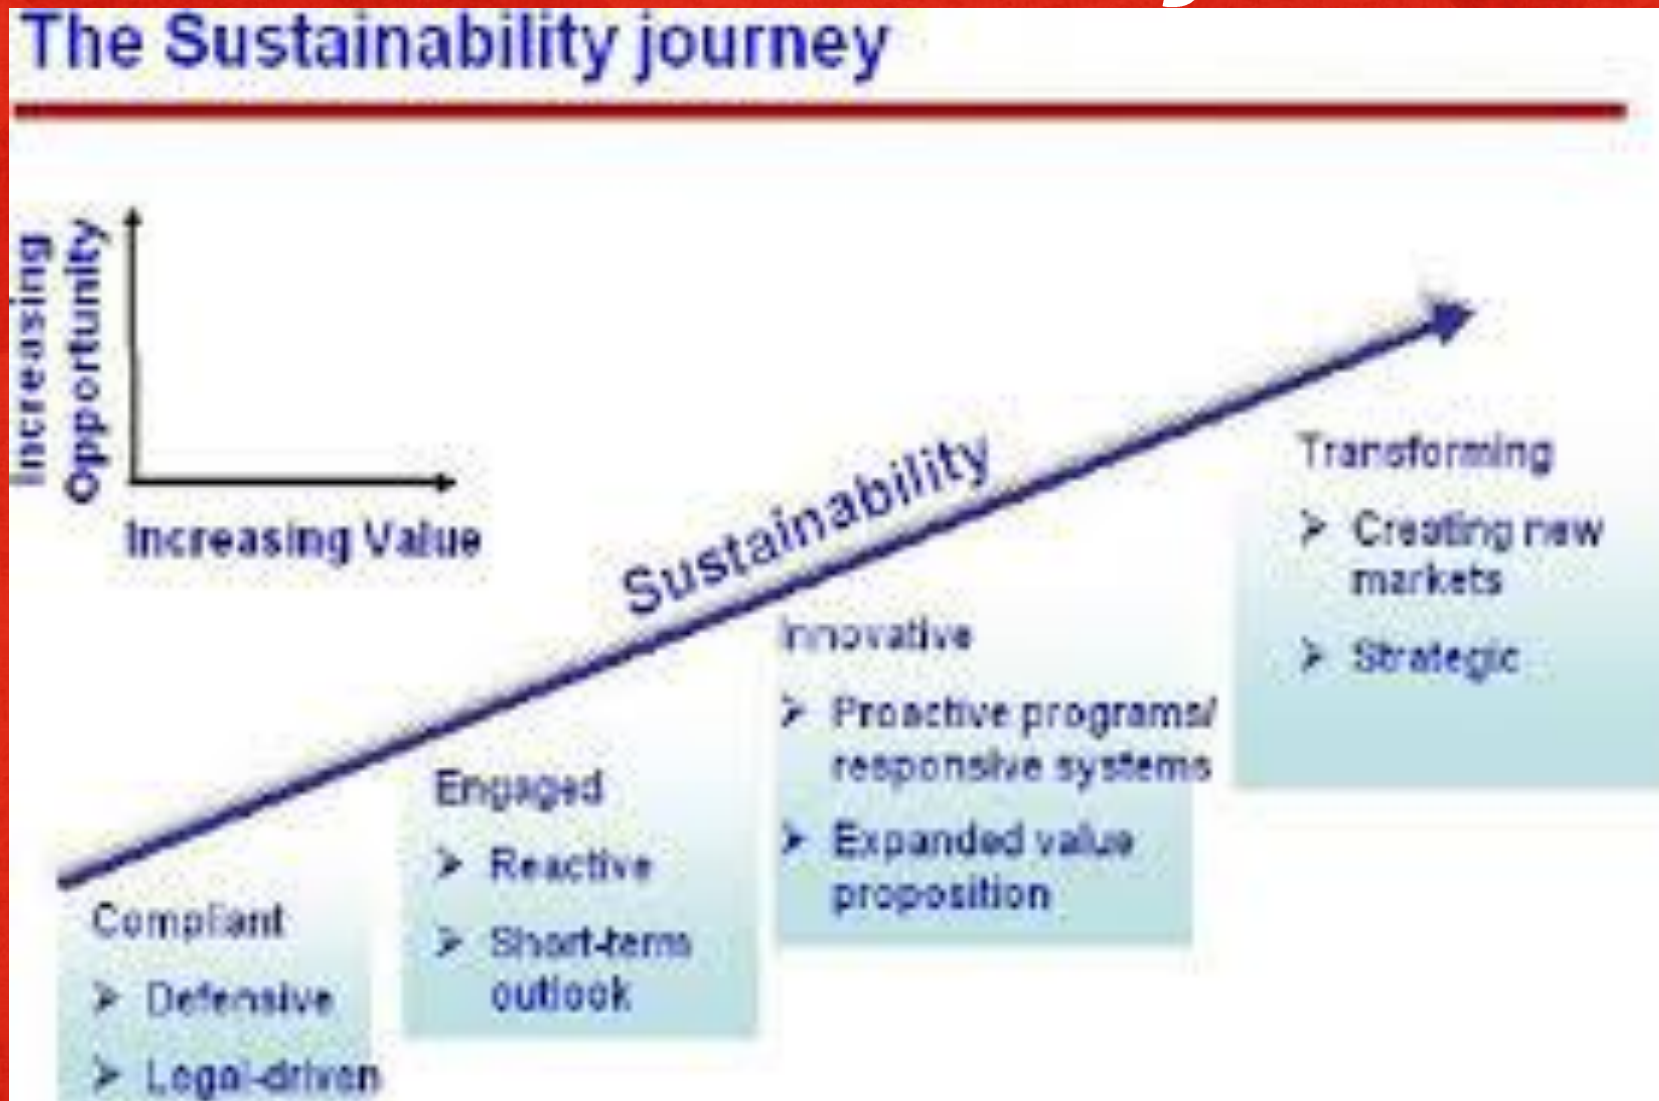 The Sustainability journey
Increasing
Opportunity
Increasing Value
Sustainability
Compliant
➢ Defensive
➢ Legal-driven
Engaged
➢ Reactive
➢ Short-term
outlook
Innovative
➢ Proactive programs/
responsive systems
➢ Expanded value
proposition
Transforming
➢ Creating new
markets
➢ Strategic